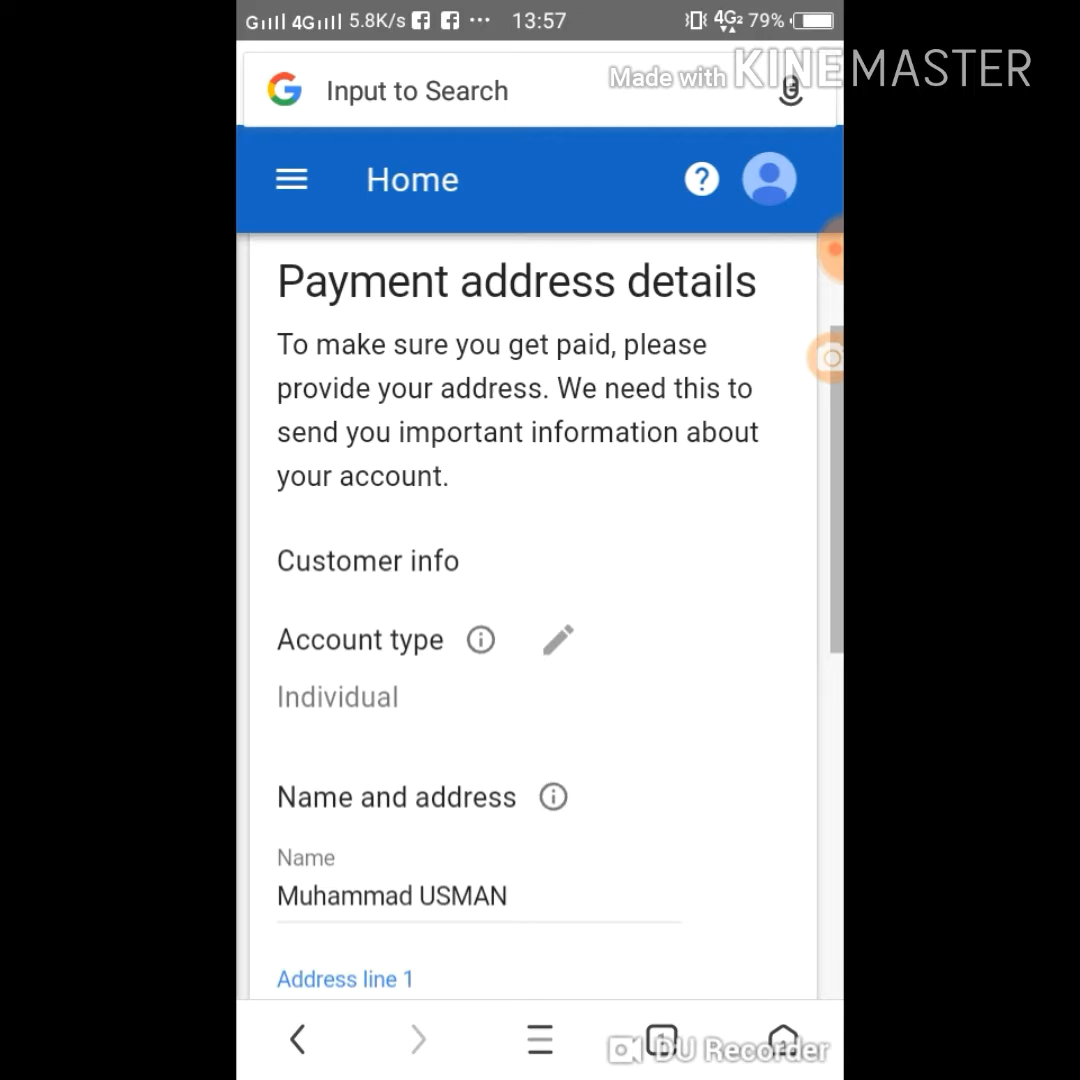 4G 5.8K/s 13:57 4G2 79%
Input to Search
Made with KINEMASTER
Home
Payment address details
To make sure you get paid, please
provide your address. We need this to
send you important information about
your account.
Customer info
Account type
Individual
Name and address
Name
Muhammad USMAN
Address line 1
DU Recorder